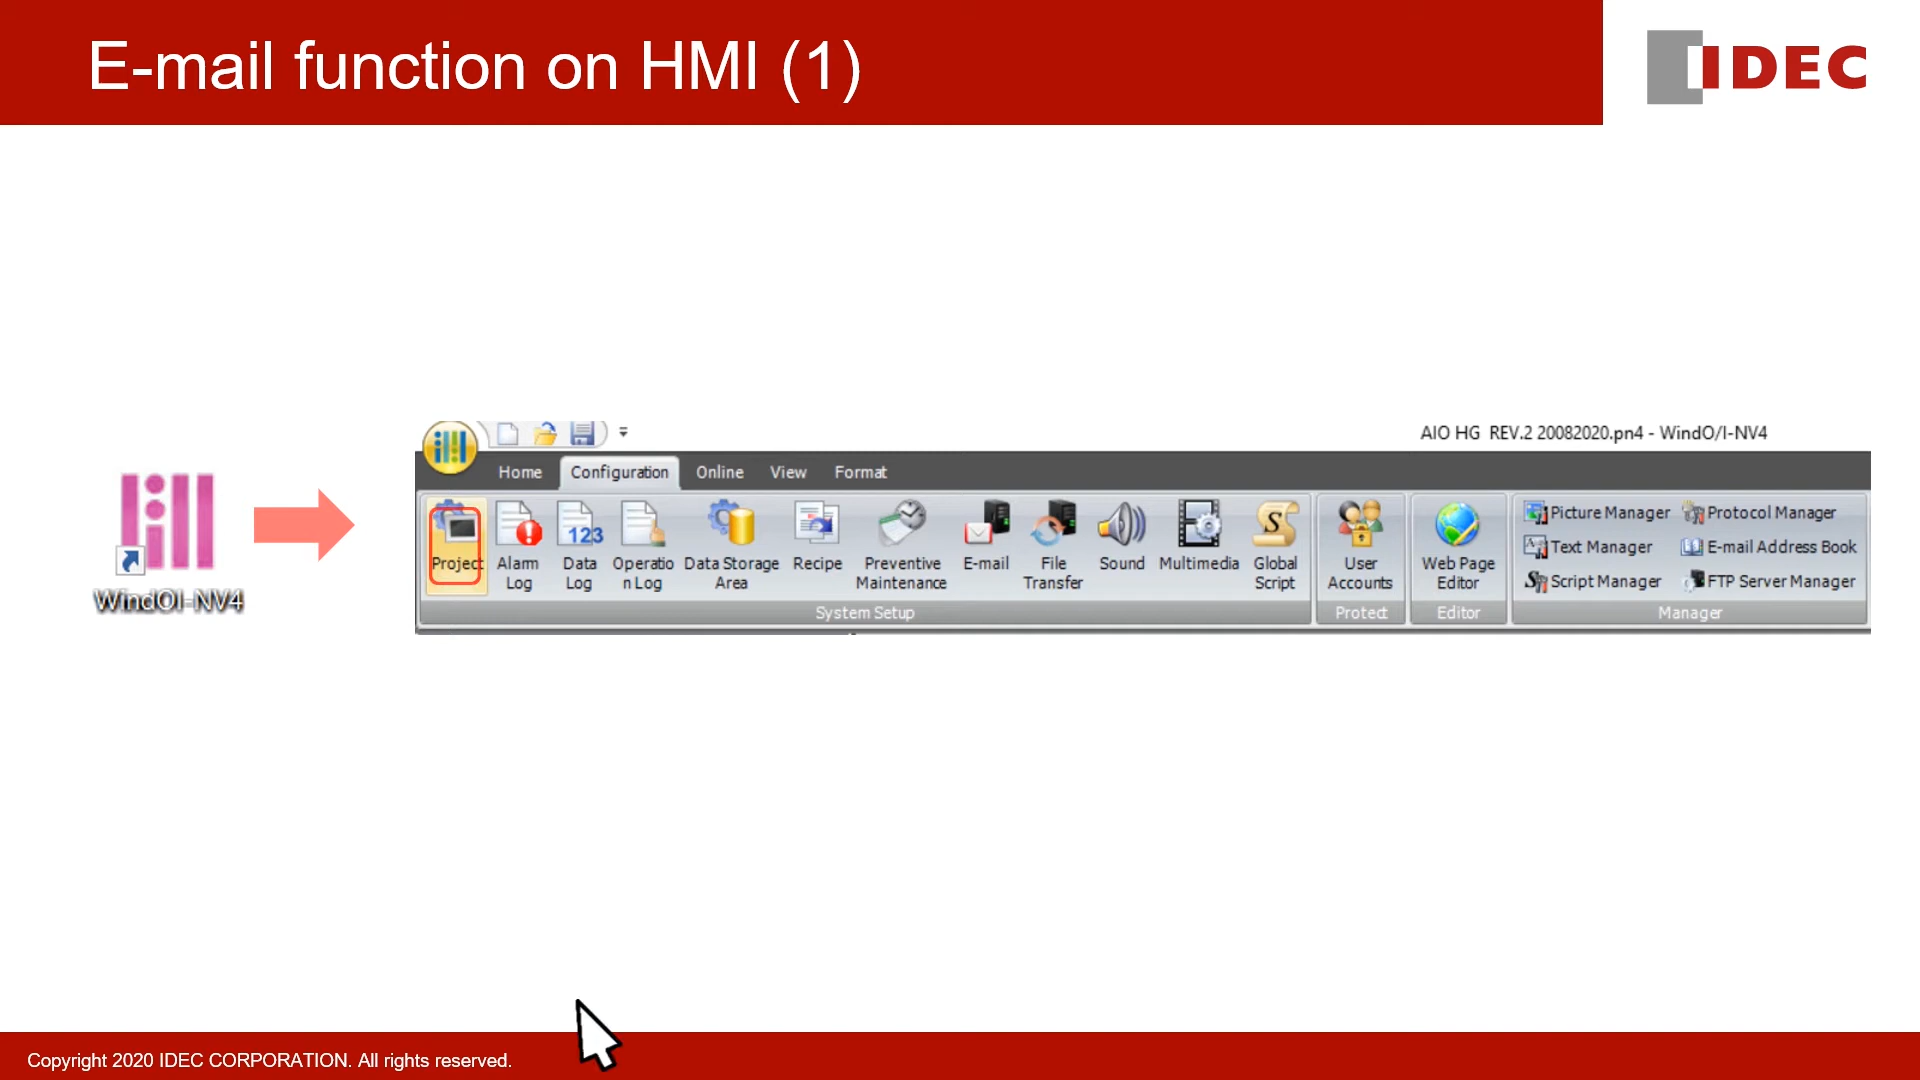 E-mail function on HMI (1)
IDEC
AIO HG REV.2 20082020.pn4 - WindO/I-NV4
Home Configuration Online View Format
Project
Alarm Log
Data Log
Operatio n Log
Data Storage Area
Recipe
Preventive Maintenance
E-mail
File Transfer
Sound
Multimedia
Global Script
System Setup
User Accounts
Protect
Web Page Editor
Editor
Picture Manager
Text Manager
Script Manager
Protocol Manager
E-mail Address Book
FTP Server Manager
Manager
WindOI-NV4
Copyright 2020 IDEC CORPORATION. All rights reserved.